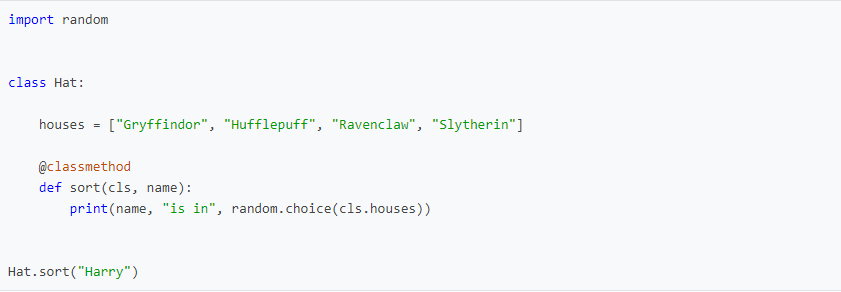 import random
class Hat:
    houses = ["Gryffindor", "Hufflepuff", "Ravenclaw", "Slytherin"]
    @classmethod
    def sort(cls, name):
        print(name, "is in", random.choice(cls.houses))
Hat.sort("Harry")